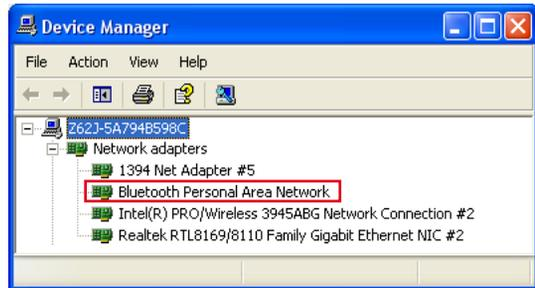 Device Manager
File Action View Help
Z62J-5A794B598C
Network adapters
1394 Net Adapter #5
Bluetooth Personal Area Network
Intel(R) PRO/Wireless 3945ABG Network Connection #2
Realtek RTL8169/8110 Family Gigabit Ethernet NIC #2